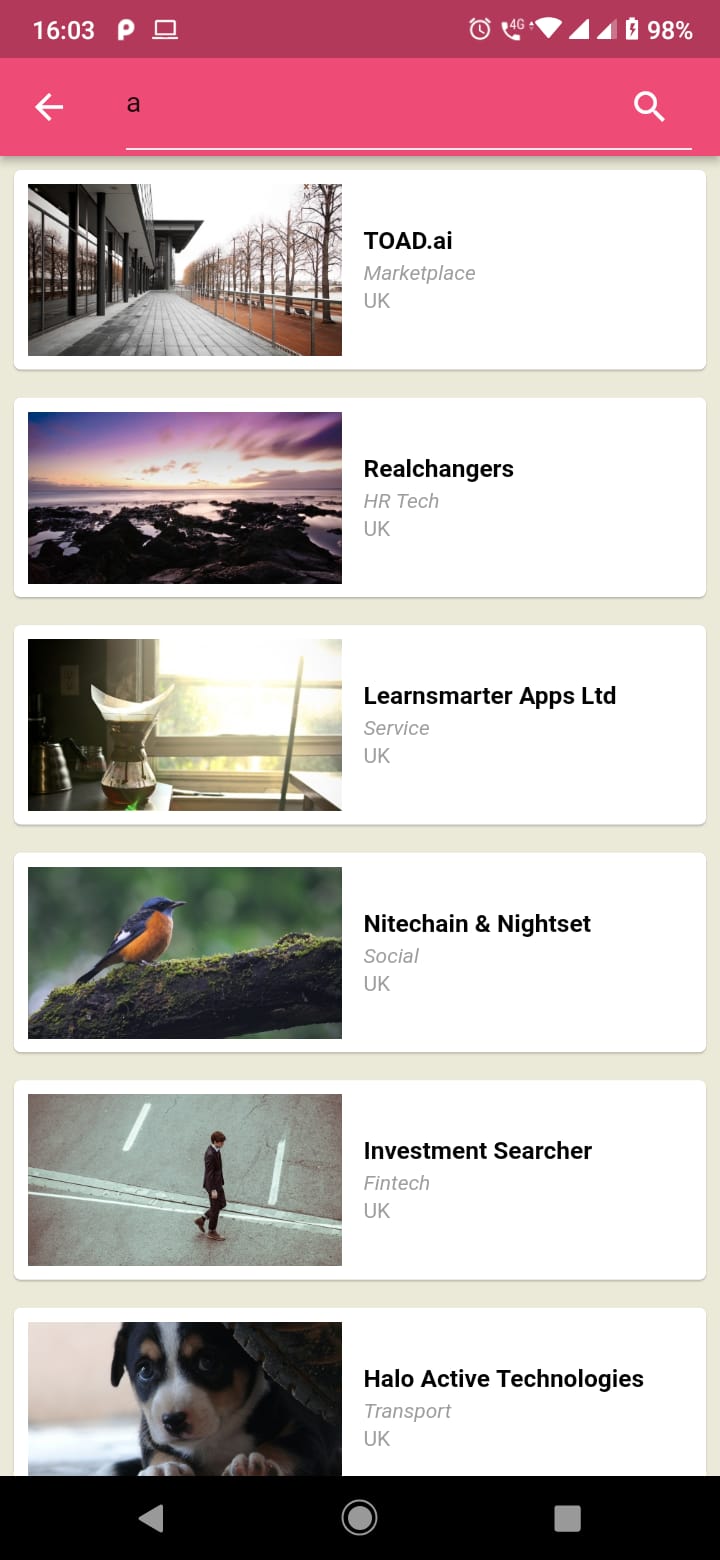 16:03 4G 98%
a
TOAD.ai
Marketplace
UK
Realchangers
HR Tech
UK
Learnsmarter Apps Ltd
Service
UK
Nitechain & Nightset
Social
UK
Investment Searcher
Fintech
UK
Halo Active Technologies
Transport
UK